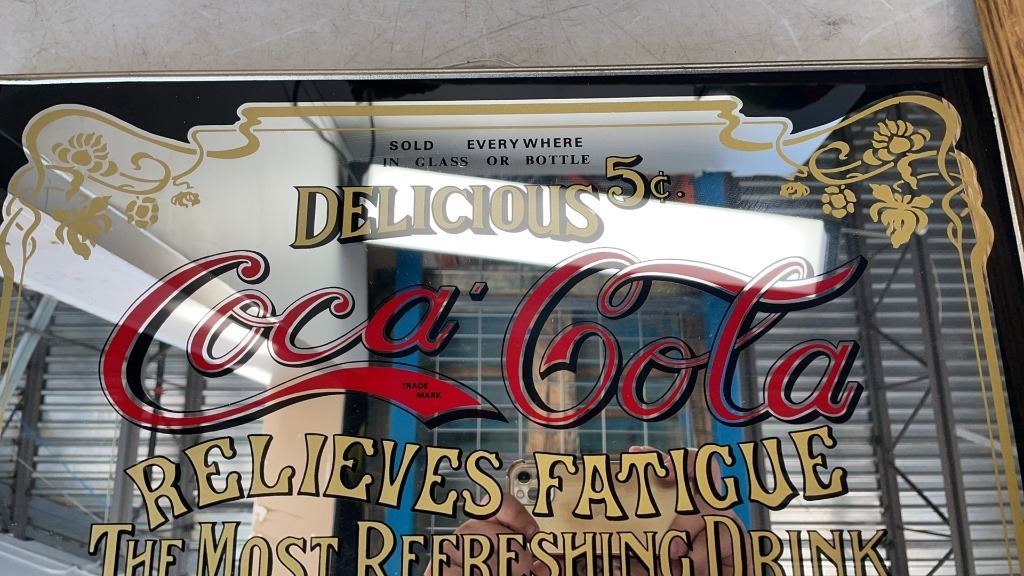 SOLD EVERYWHERE
IN GLASS OR BOTTLE
DELICIOUS 5¢.
Coca-Cola
TRADE
MARK
RELIEVES FATIGUE
THE MOST REFRESHING DRINK